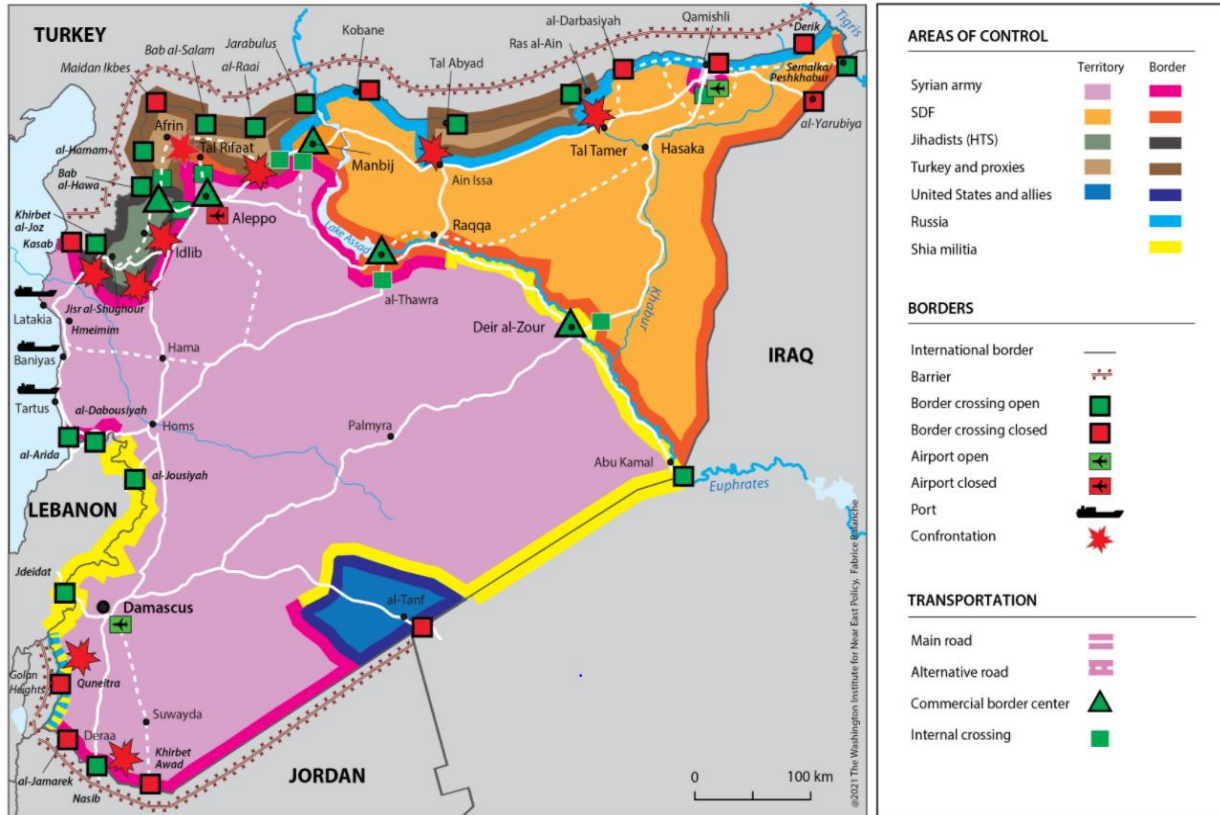 TURKEY
Bab al-Salam
Jarabulus
Kobane
al-Darbasiyah
Qamishli
Derik
Tigris
Maidan Ikbes
al-Raai
Tal Abyad
Ras al-Ain
Semalka/
Peshkhabur
Afrin
al-Hamam
Tal Rifaat
Manbij
Tal Tamer
Hasaka
al-Yarubiya
Bab
al-Hawa
Ain Issa
Khirbet
al-Joz
Aleppo
Kasab
Idlib
Lake Assad
Raqqa
Khabur
al-Thawra
Jisr al-Shughour
Latakia
Hmeimim
Deir al-Zour
IRAQ
Baniyas
Hama
Tartus
al-Dabousiyah
Homs
Palmyra
al-Arida
Abu Kamal
al-Jousiyah
Euphrates
LEBANON
Jdeidat
Damascus
al-Tanf
Golan
Heights
Quneitra
Suwayda
Deraa
Khirbet
Awad
al-Jamarek
Nasib
JORDAN
0 100 km
©2021 The Washington Institute for Near East Policy, Fabrice Balanche
AREAS OF CONTROL
Territory Border
Syrian army
SDF
Jihadists (HTS)
Turkey and proxies
United States and allies
Russia
Shia militia
BORDERS
International border
Barrier
Border crossing open
Border crossing closed
Airport open
Airport closed
Port
Confrontation
TRANSPORTATION
Main road
Alternative road
Commercial border center
Internal crossing